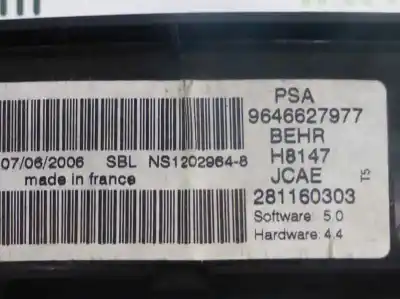 PSA
9646627977
BEHR
07/06/2006 SBL NS1202964-8
H8147
made in france
JCAE
T5
281160303
Software: 5.0
Hardware: 4.4